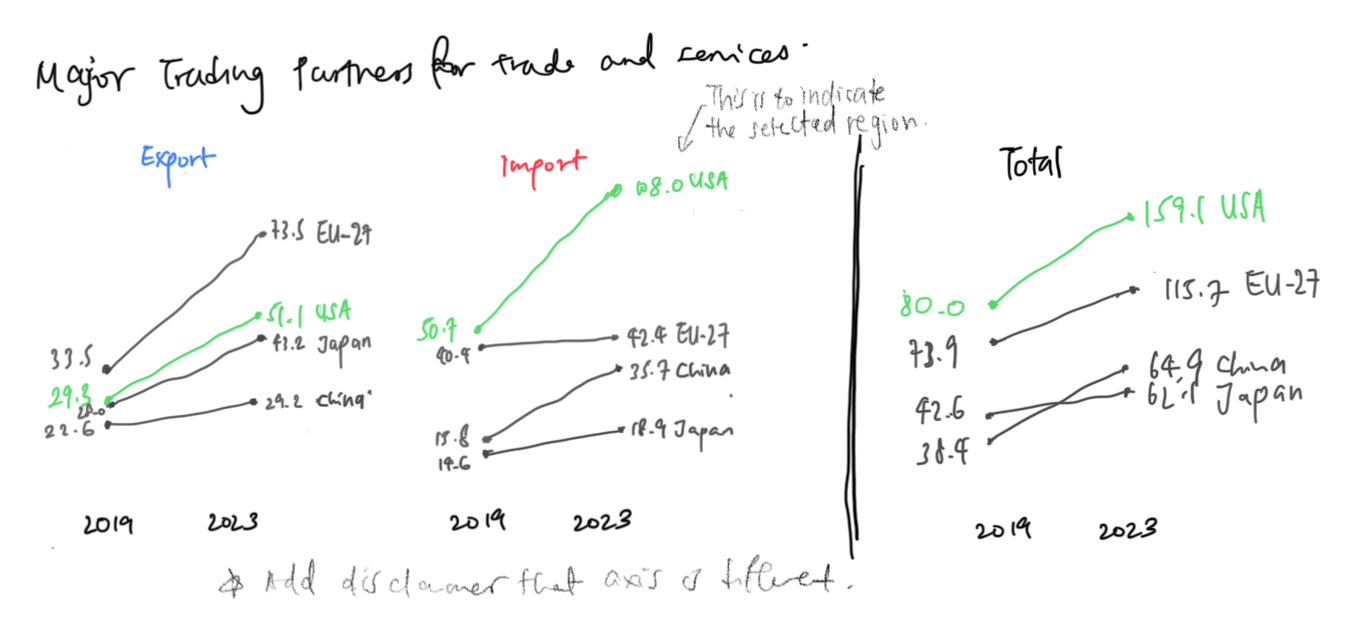 Major Trading Partners for trade and services.
This is to indicate
the selected region.
Export
73.5 EU-27
51.1 USA
43.2 Japan
29.2 China
33.5
29.3
28.0
22.6
2019 2023
Import
108.0 USA
42.4 EU-27
35.7 China
18.9 Japan
50.7
40.4
15.8
14.6
2019 2023
Total
159.1 USA
115.7 EU-27
64.9 China
62.1 Japan
80.0
73.9
42.6
38.4
2019 2023
* Add disclaimer that axis is different.